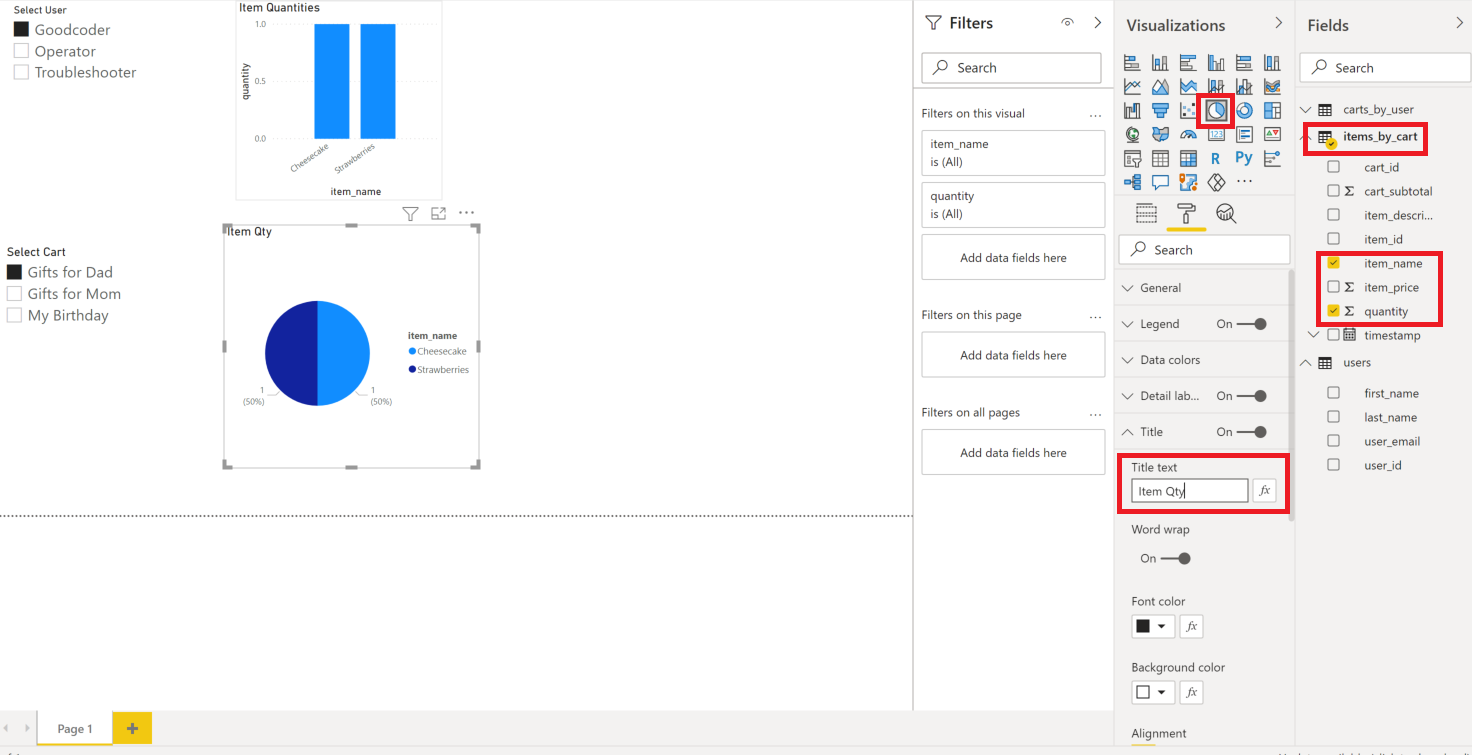 Select User
Goodcoder
Operator
Troubleshooter
Item Quantities
1.0
0.5
0.0
quantity
Cheesecake
Strawberries
item_name
Select Cart
Gifts for Dad
Gifts for Mom
My Birthday
Item Qty
item_name
Cheesecake
Strawberries
1
(50%)
1
(50%)
Page 1
+
Filters
Search
Filters on this visual
...
item_name
is (All)
quantity
is (All)
Add data fields here
Filters on this page
...
Add data fields here
Filters on all pages
...
Add data fields here
Visualizations
123
R
Py
...
Search
General
Legend On
Data colors
Detail lab... On
Title On
Title text
Item Qty
fx
Word wrap
On
Font color
fx
Background color
fx
Alignment
Fields
Search
carts_by_user
items_by_cart
cart_id
Σ cart_subtotal
item_descri...
item_id
item_name
Σ item_price
Σ quantity
timestamp
users
first_name
last_name
user_email
user_id